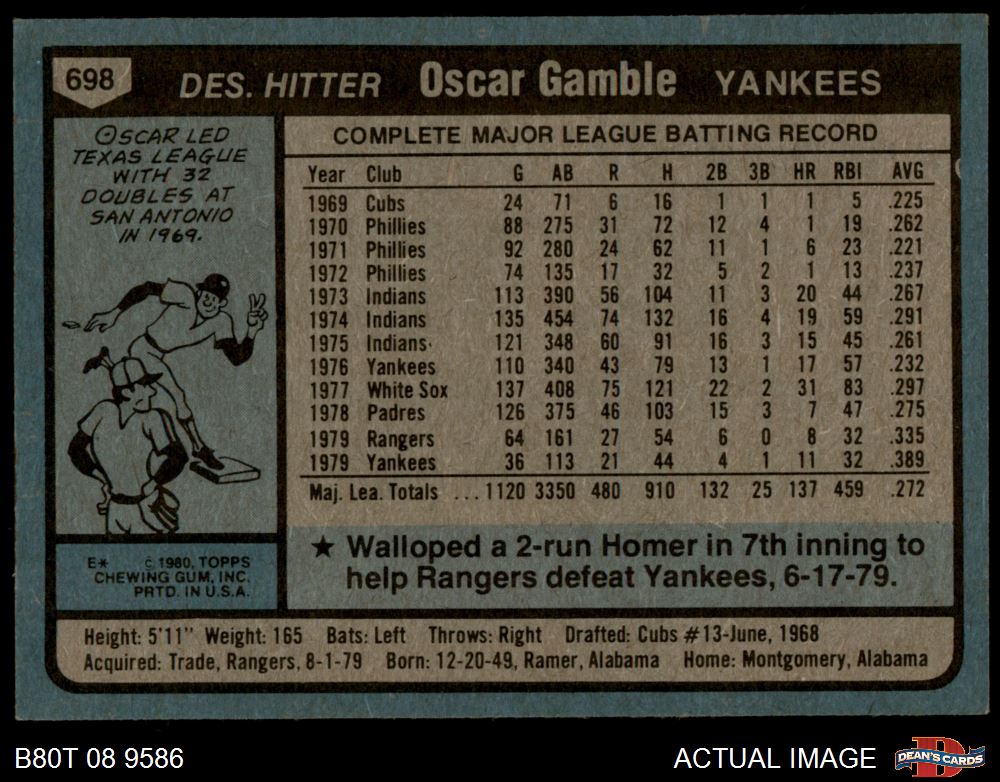 698 DES. HITTER Oscar Gamble YANKEES
OSCAR LED
TEXAS LEAGUE
WITH 32
DOUBLES AT
SAN ANTONIO
IN 1969.
COMPLETE MAJOR LEAGUE BATTING RECORD
Year Club G AB R H 2B 3B HR RBI AVG
1969 Cubs 24 71 6 16 1 1 1 5 .225
1970 Phillies 88 275 31 72 12 4 1 19 .262
1971 Phillies 92 280 24 62 11 1 6 23 .221
1972 Phillies 74 135 17 32 5 2 1 13 .237
1973 Indians 113 390 56 104 11 3 20 44 .267
1974 Indians 135 454 74 132 16 4 19 59 .291
1975 Indians 121 348 60 91 16 3 15 45 .261
1976 Yankees 110 340 43 79 13 1 17 57 .232
1977 White Sox 137 408 75 121 22 2 31 83 .297
1978 Padres 126 375 46 103 15 3 7 47 .275
1979 Rangers 64 161 27 54 6 0 8 32 .335
1979 Yankees 36 113 21 44 4 1 11 32 .389
Maj. Lea. Totals ... 1120 3350 480 910 132 25 137 459 .272
★ Walloped a 2-run Homer in 7th inning to
help Rangers defeat Yankees, 6-17-79.
E* © 1980, TOPPS
CHEWING GUM, INC.
PRTD. IN U.S.A.
Height: 5'11" Weight: 165 Bats: Left Throws: Right Drafted: Cubs #13-June, 1968
Acquired: Trade, Rangers, 8-1-79 Born: 12-20-49, Ramer, Alabama Home: Montgomery, Alabama
B80T 08 9586 ACTUAL IMAGE DEAN'S CARDS